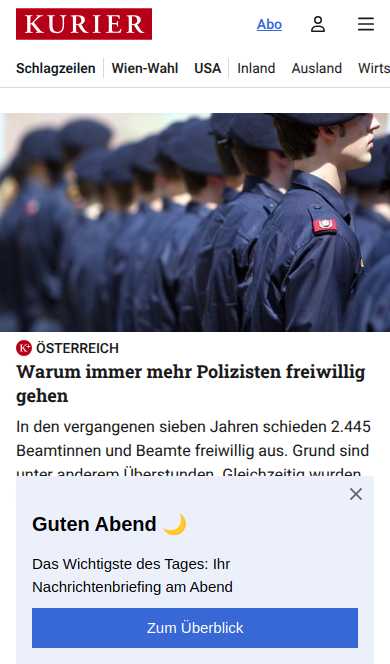 KURIER
Abo
Schlagzeilen Wien-Wahl USA Inland Ausland Wirts
K+ ÖSTERREICH
Warum immer mehr Polizisten freiwillig
gehen
In den vergangenen sieben Jahren schieden 2.445
Beamtinnen und Beamte freiwillig aus. Grund sind
unter anderem Überstunden. Gleichzeitig wurden
Guten Abend 🌙
Das Wichtigste des Tages: Ihr
Nachrichtenbriefing am Abend
Zum Überblick